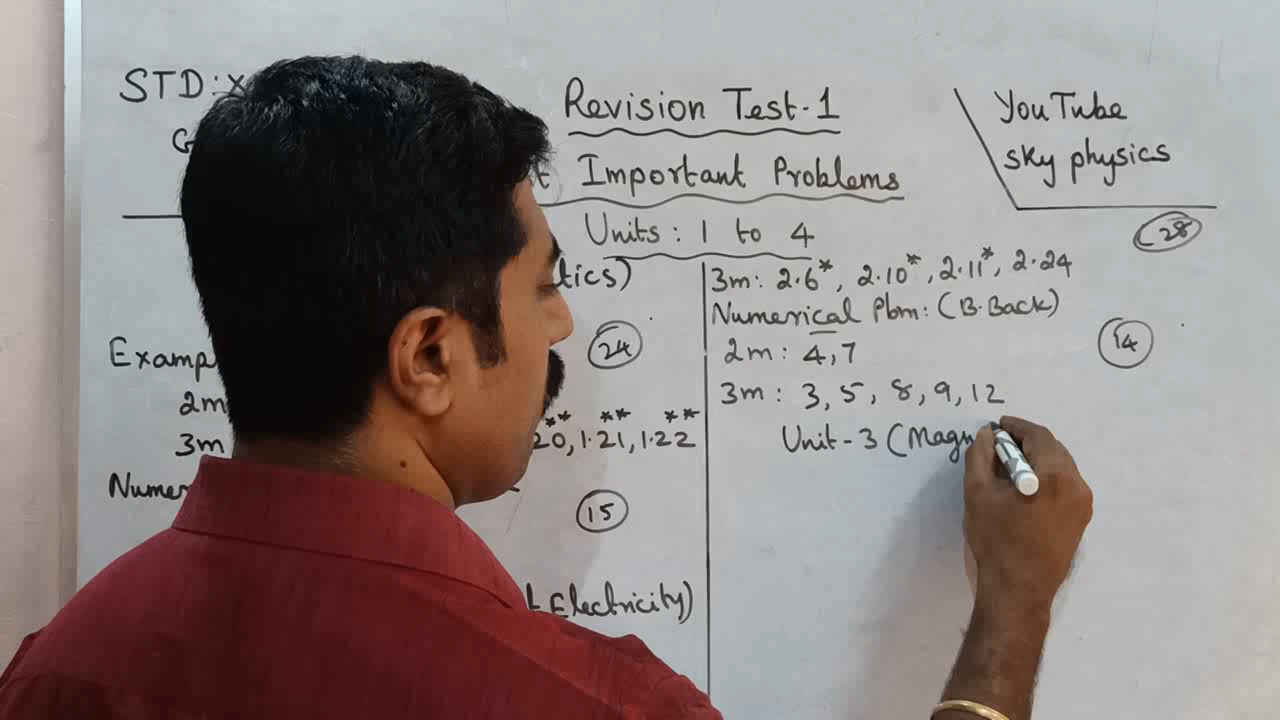 STD: X
Revision Test-1
Important Problems
Units: 1 to 4
YouTube
sky physics
tics)
Examp
24
2m
3m
20**, 1.21**, 1.22**
Numer
15
Electricity)
28
3m: 2.6*, 2.10*, 2.11*, 2.24
Numerical Pbm: (B.Back)
2m: 4, 7
14
3m: 3, 5, 8, 9, 12
Unit-3 (Magn